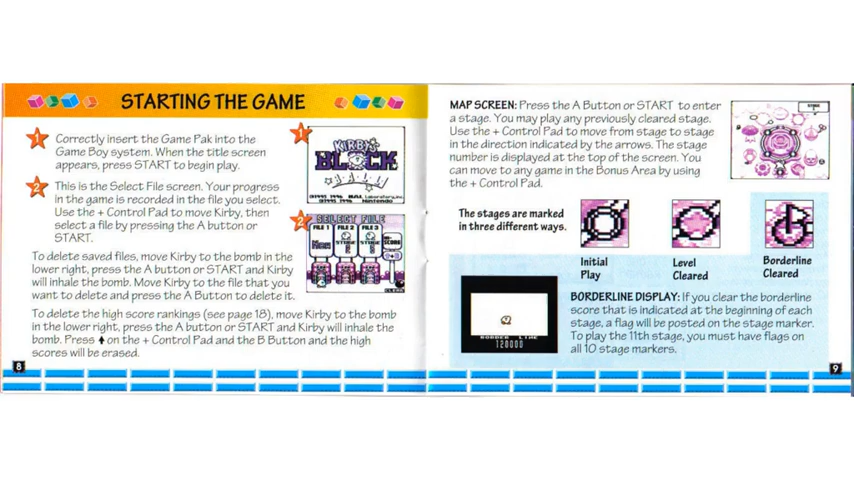 STARTING THE GAME
1
Correctly insert the Game Pak into the
Game Boy system. When the title screen
appears, press START to begin play.
2
This is the Select File screen. Your progress
in the game is recorded in the file you select.
Use the + Control Pad to move Kirby, then
select a file by pressing the A button or
START.
To delete saved files, move Kirby to the bomb in the
lower right, press the A button or START and Kirby
will inhale the bomb. Move Kirby to the file that you
want to delete and press the A Button to delete it.
To delete the high score rankings (see page 18), move Kirby to the bomb
in the lower right, press the A button or START and Kirby will inhale the
bomb. Press ↑ on the + Control Pad and the B Button and the high
scores will be erased.
8
1
KIRBY
BLOCK
BALL
2
SELECT FILE
FILE 1 FILE 2 FILE 3
MAP SCREEN: Press the A Button or START to enter
a stage. You may play any previously cleared stage.
Use the + Control Pad to move from stage to stage
in the direction indicated by the arrows. The stage
number is displayed at the top of the screen. You
can move to any game in the Bonus Area by using
the + Control Pad.
The stages are marked
in three different ways.
Initial
Play
Level
Cleared
Borderline
Cleared
BORDER LINE
120000
BORDERLINE DISPLAY: If you clear the borderline
score that is indicated at the beginning of each
stage, a flag will be posted on the stage marker.
To play the 11th stage, you must have flags on
all 10 stage markers.
9